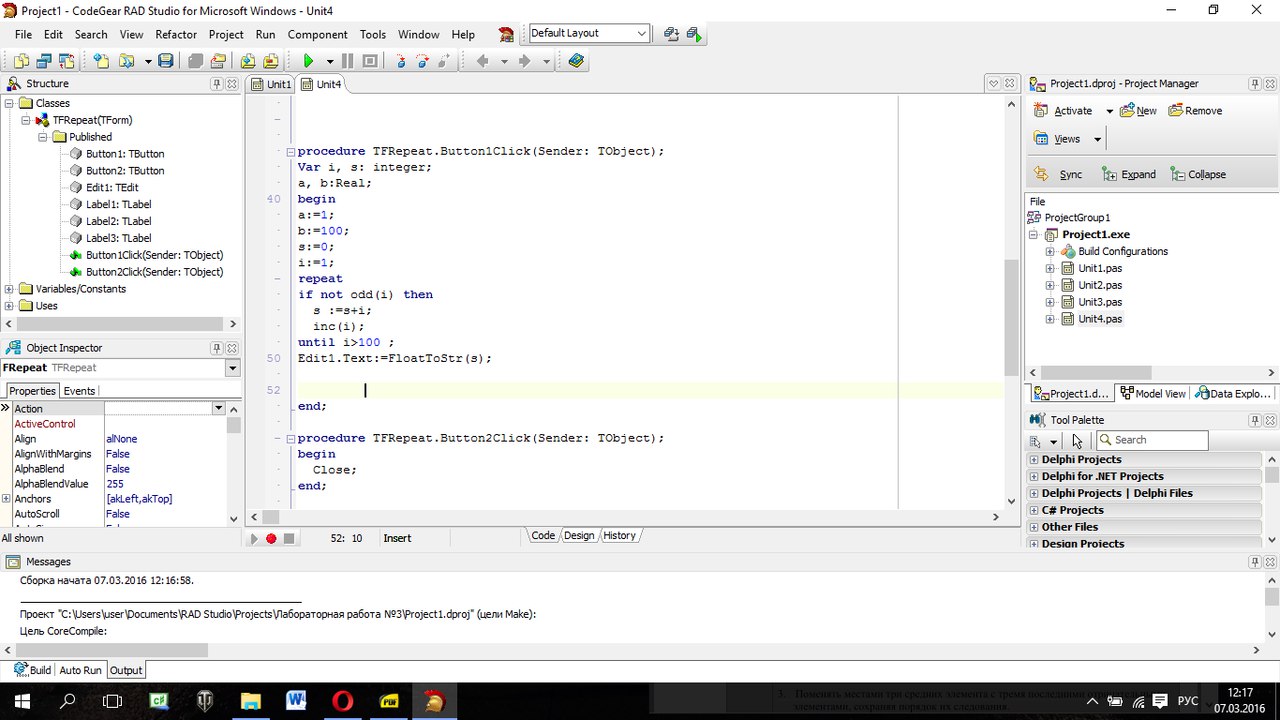 Project1 - CodeGear RAD Studio for Microsoft Windows - Unit4
File Edit Search View Refactor Project Run Component Tools Window Help
Default Layout
Structure
Classes
TFRepeat(TForm)
Published
Button1: TButton
Button2: TButton
Edit1: TEdit
Label1: TLabel
Label2: TLabel
Label3: TLabel
Button1Click(Sender: TObject)
Button2Click(Sender: TObject)
Variables/Constants
Uses
Object Inspector
FRepeat TFRepeat
Properties Events
Action
ActiveControl
Align alNone
AlignWithMargins False
AlphaBlend False
AlphaBlendValue 255
Anchors [akLeft,akTop]
AutoScroll False
All shown
Unit1 Unit4
procedure TFRepeat.Button1Click(Sender: TObject);
Var i, s: integer;
a, b:Real;
40 begin
a:=1;
b:=100;
s:=0;
i:=1;
repeat
if not odd(i) then
s :=s+i;
inc(i);
until i>100 ;
50 Edit1.Text:=FloatToStr(s);
52
end;
procedure TFRepeat.Button2Click(Sender: TObject);
begin
Close;
end;
52: 10 Insert
Code Design History
Project1.dproj - Project Manager
Activate New Remove
Views
Sync Expand Collapse
File
ProjectGroup1
Project1.exe
Build Configurations
Unit1.pas
Unit2.pas
Unit3.pas
Unit4.pas
Project1.d... Model View Data Explo...
Tool Palette
Search
Delphi Projects
Delphi for .NET Projects
Delphi Projects | Delphi Files
C# Projects
Other Files
Design Projects
Messages
Сборка начата 07.03.2016 12:16:58.
Проект "C:\Users\user\Documents\RAD Studio\Projects\Лабораторная работа №3\Project1.dproj" (цели Make):
Цель CoreCompile:
Build Auto Run Output
3. Поменять местами три средних элемента с тремя последними
элементами, сохраняя порядок их следования.
PDF
РУС
12:17
07.03.2016